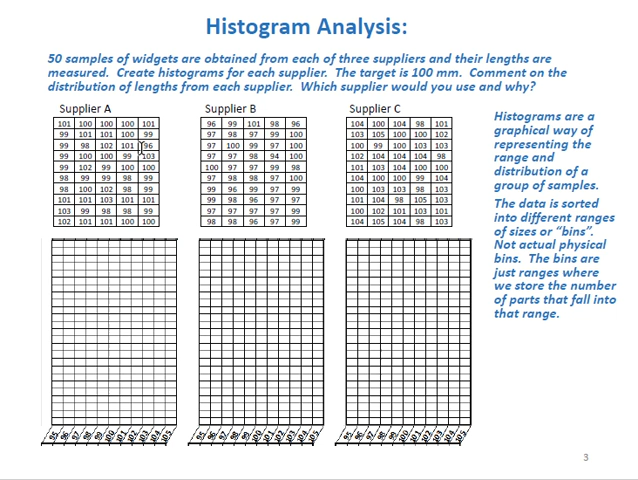 Histogram Analysis:
50 samples of widgets are obtained from each of three suppliers and their lengths are
measured.  Create histograms for each supplier.  The target is 100 mm.  Comment on the
distribution of lengths from each supplier.  Which supplier would you use and why?
Supplier A
101 100 100 100 101
99 101 101 100 99
99 98 102 101 96
99 100 100 99 103
99 102 99 100 100
98 99 99 98 99
98 100 102 98 99
101 101 103 101 101
103 99 98 98 99
102 101 101 100 100
Supplier B
96 99 101 98 96
97 98 97 99 100
97 100 99 97 100
97 97 98 94 100
100 97 97 99 98
97 98 98 97 100
99 96 99 97 99
99 98 96 97 99
97 97 97 97 99
98 98 96 97 99
Supplier C
104 100 104 98 101
103 105 100 100 102
100 99 100 103 103
102 104 104 104 98
101 103 104 100 100
104 100 100 99 104
100 103 103 98 103
101 104 98 105 103
100 102 101 103 101
104 105 104 98 103
Histograms are a
graphical way of
representing the
range and
distribution of a
group of samples.
The data is sorted
into different ranges
of sizes or “bins”.
Not actual physical
bins.  The bins are
just ranges where
we store the number
of parts that fall into
that range.
95 96 97 98 99 100 101 102 103 104 105
95 96 97 98 99 100 101 102 103 104 105
95 96 97 98 99 100 101 102 103 104 105
3